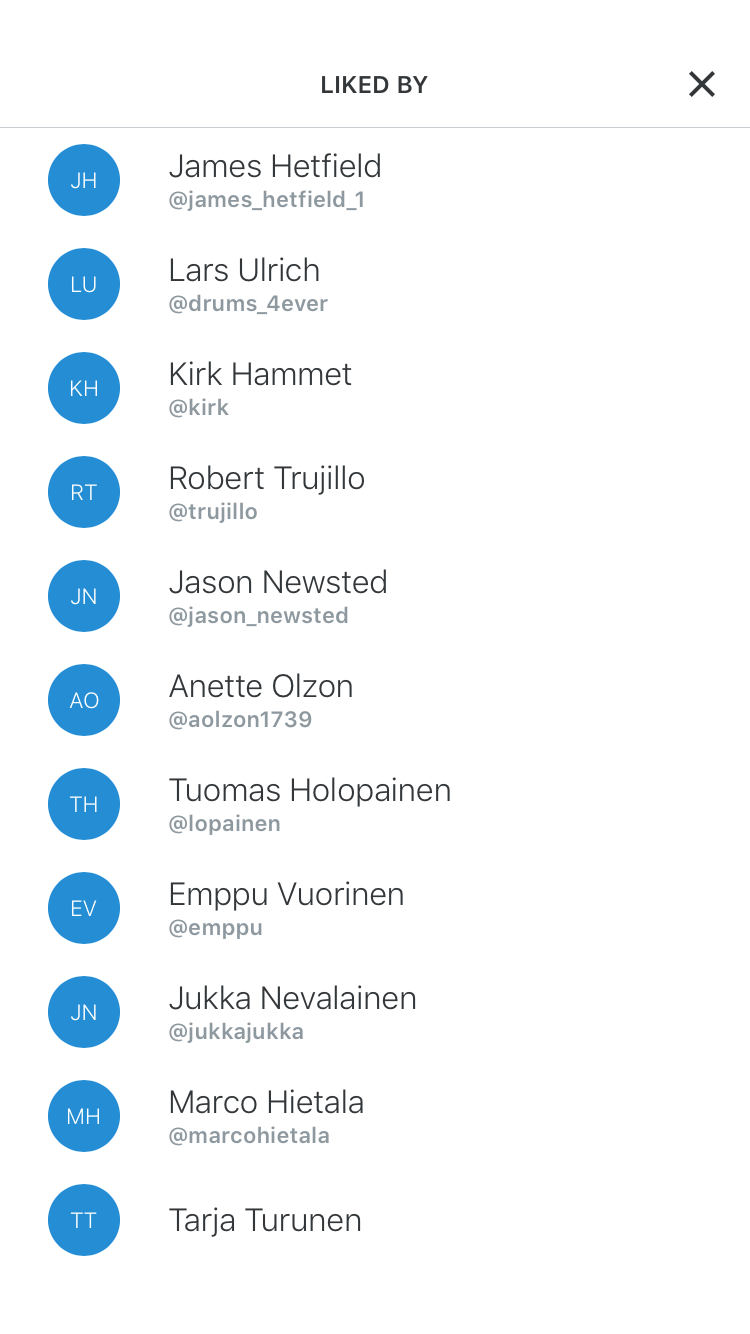 LIKED BY
JH
James Hetfield
@james_hetfield_1
LU
Lars Ulrich
@drums_4ever
KH
Kirk Hammet
@kirk
RT
Robert Trujillo
@trujillo
JN
Jason Newsted
@jason_newsted
AO
Anette Olzon
@aolzon1739
TH
Tuomas Holopainen
@lopainen
EV
Emppu Vuorinen
@emppu
JN
Jukka Nevalainen
@jukkajukka
MH
Marco Hietala
@marcohietala
TT
Tarja Turunen